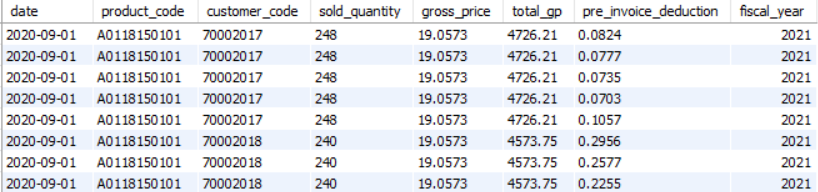 date product_code customer_code sold_quantity gross_price total_gp pre_invoice_deduction fiscal_year
2020-09-01 A0118150101 70002017 248 19.0573 4726.21 0.0824 2021
2020-09-01 A0118150101 70002017 248 19.0573 4726.21 0.0777 2021
2020-09-01 A0118150101 70002017 248 19.0573 4726.21 0.0735 2021
2020-09-01 A0118150101 70002017 248 19.0573 4726.21 0.0703 2021
2020-09-01 A0118150101 70002017 248 19.0573 4726.21 0.1057 2021
2020-09-01 A0118150101 70002018 240 19.0573 4573.75 0.2956 2021
2020-09-01 A0118150101 70002018 240 19.0573 4573.75 0.2577 2021
2020-09-01 A0118150101 70002018 240 19.0573 4573.75 0.2255 2021